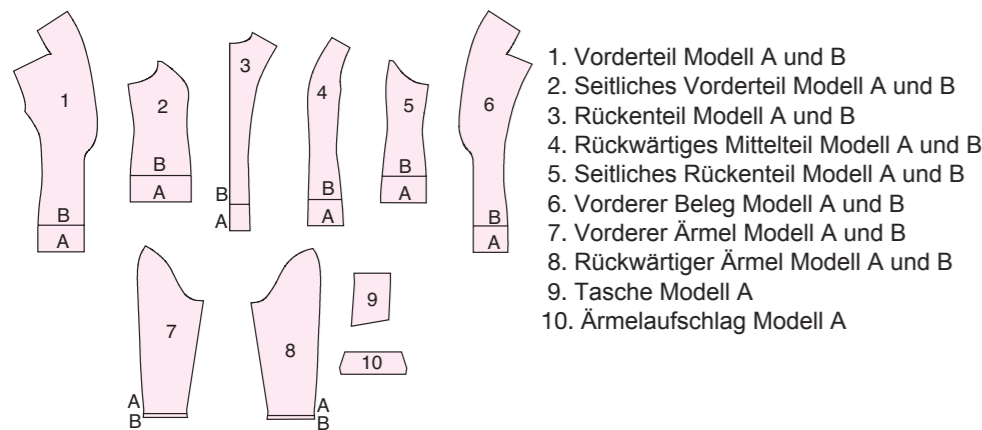 1
2
3
4
5
6
B
A
B
A
B
A
B
A
B
A
B
A
7
8
9
10
A
B
A
B
1. Vorderteil Modell A und B
2. Seitliches Vorderteil Modell A und B
3. Rückenteil Modell A und B
4. Rückwärtiges Mittelteil Modell A und B
5. Seitliches Rückenteil Modell A und B
6. Vorderer Beleg Modell A und B
7. Vorderer Ärmel Modell A und B
8. Rückwärtiger Ärmel Modell A und B
9. Tasche Modell A
10. Ärmelaufschlag Modell A